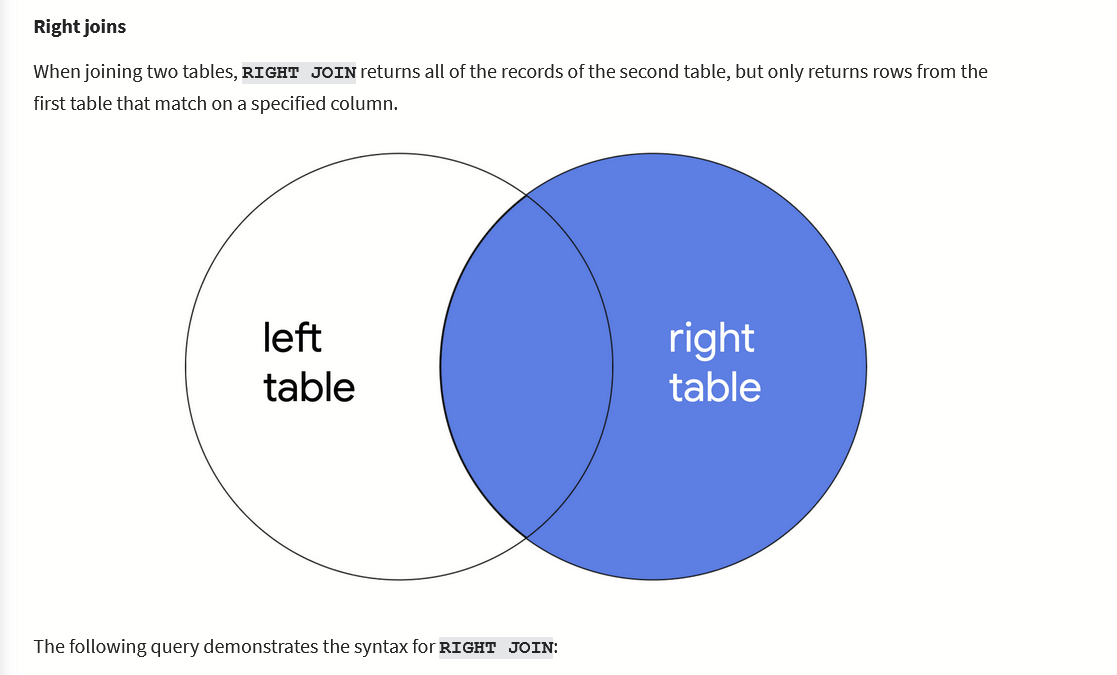 Right joins
When joining two tables, RIGHT JOIN returns all of the records of the second table, but only returns rows from the
first table that match on a specified column.
left
table
right
table
The following query demonstrates the syntax for RIGHT JOIN: